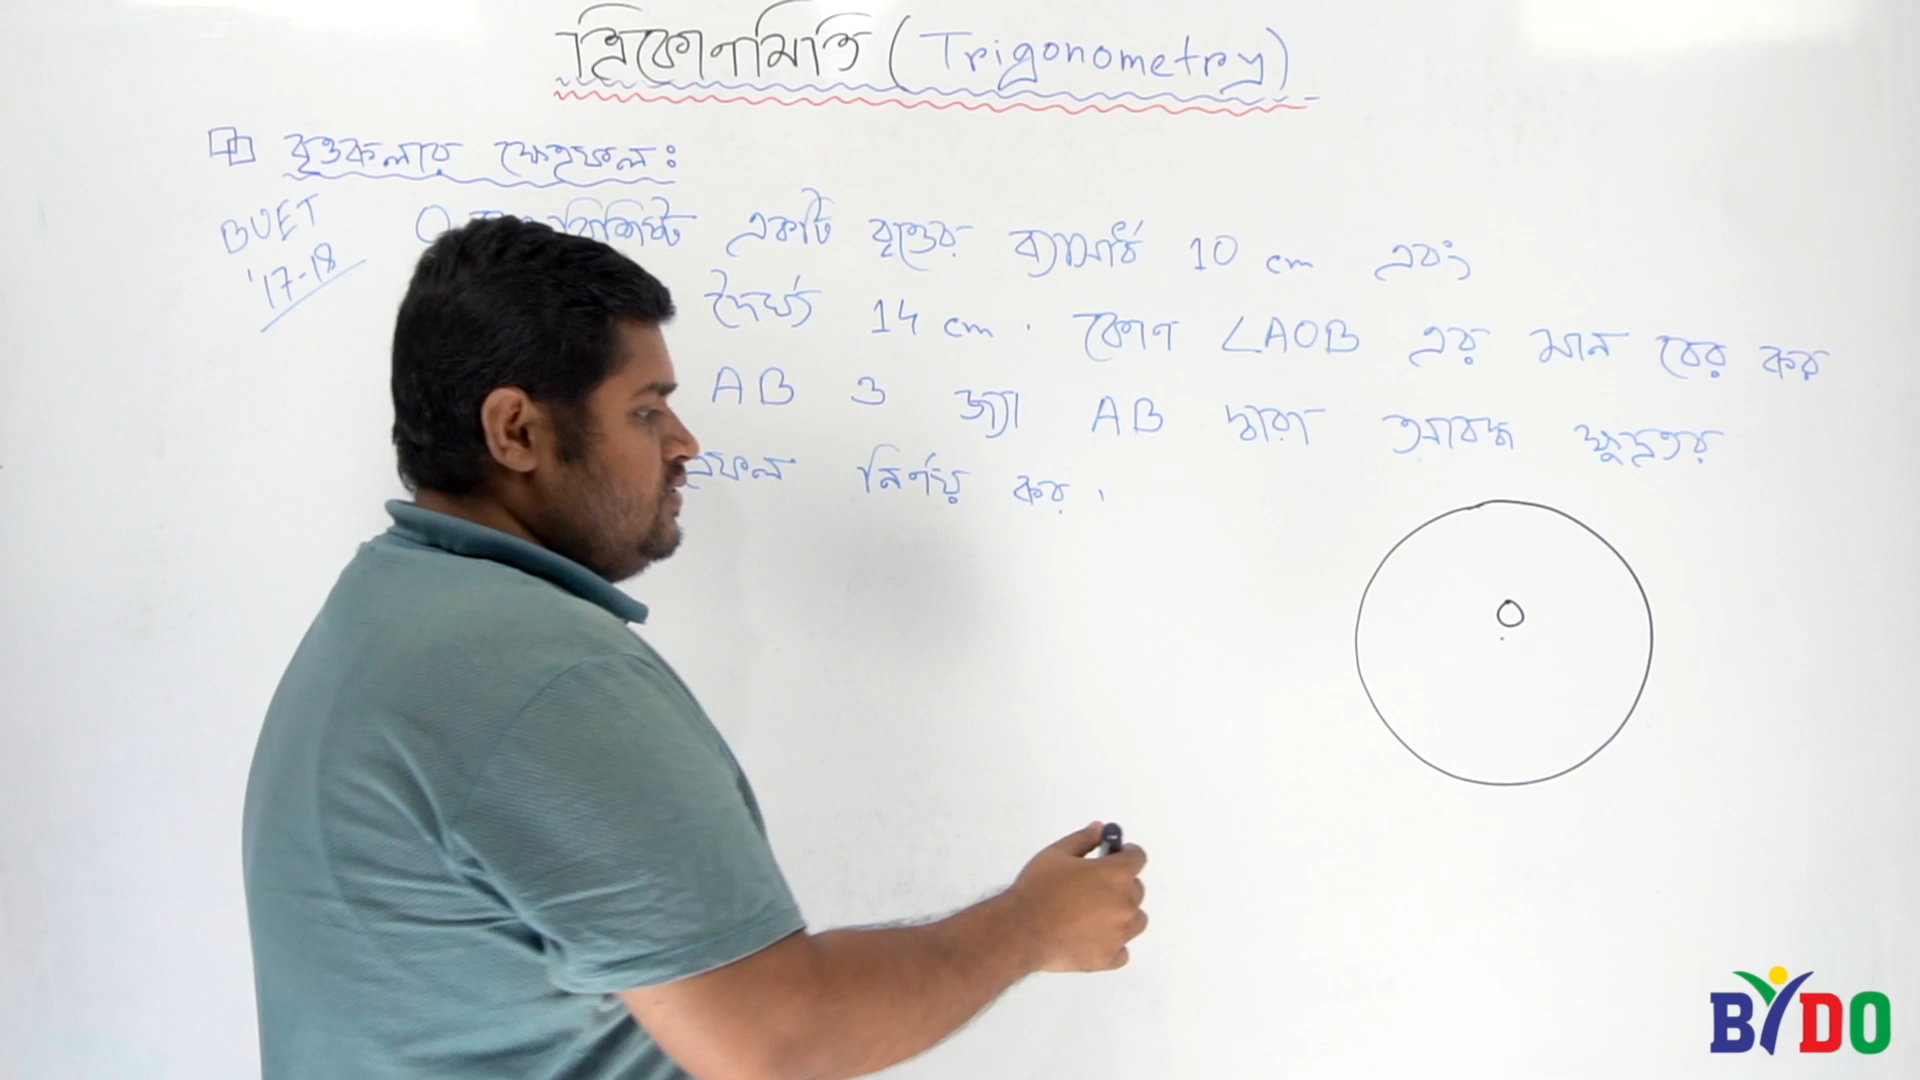 ত্রিকোণমিতি (Trigonometry)
বৃত্তকলার ক্ষেত্রফল:
BUET
'17-18
O বিশিষ্ট একটি বৃত্তের ব্যাসার্ধ 10 cm এবং
দৈর্ঘ্য 14 cm . কোণ ∠AOB এর মান বের কর
AB ও জ্যা AB দ্বারা আবদ্ধ ক্ষুদ্রতর
নির্ণয় কর ।
O
BYDO